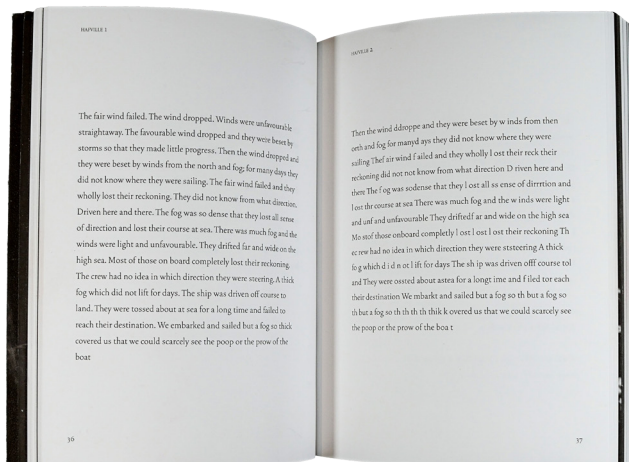 HAFVILLE 1
The fair wind failed. The wind dropped. Winds were unfavourable
straightaway. The favourable wind dropped and they were beset by
storms so that they made little progress. Then the wind dropped and
they were beset by winds from the north and fog; for many days they
did not know where they were sailing. The fair wind failed and they
wholly lost their reckoning. They did not know from what direction.
Driven here and there. The fog was so dense that they lost all sense
of direction and lost their course at sea. There was much fog and the
winds were light and unfavourable. They drifted far and wide on the
high sea. Most of those on board completely lost their reckoning.
The crew had no idea in which direction they were steering. A thick
fog which did not lift for days. The ship was driven off course to
land. They were tossed about at sea for a long time and failed to
reach their destination. We embarked and sailed but a fog so thick
covered us that we could scarcely see the poop or the prow of the
boat
36
HAFVILLE 2
Then the wind ddroppe and they were beset by w inds from then
orth and fog for manyd ays they did not know where they were
sailing Thef air wind f ailed and they wholly l ost their reck their
reckoning did not not know from what direction D riven here and
there The f og was sodense that they l ost all ss ense of dirrrtion and
l ost thr course at sea There was much fog and the w inds were light
and unf and unfavourable They driftedf ar and wide on the high sea
Mo stof those onboard completly l ost l ost l ost their reckoning Th
ec rew had no idea in which direction they were ststeering A thick
fo g which d i d n ot l ift for days The sh ip was driven offf course tol
and They were ossted about astea for a longt ime and f iled tor each
their destination We mbarkt and sailed but a fog so th but a fog so
th but a fog so th th th th thik k overed us that we could scarcely see
the poop or the prow of the boa t
37